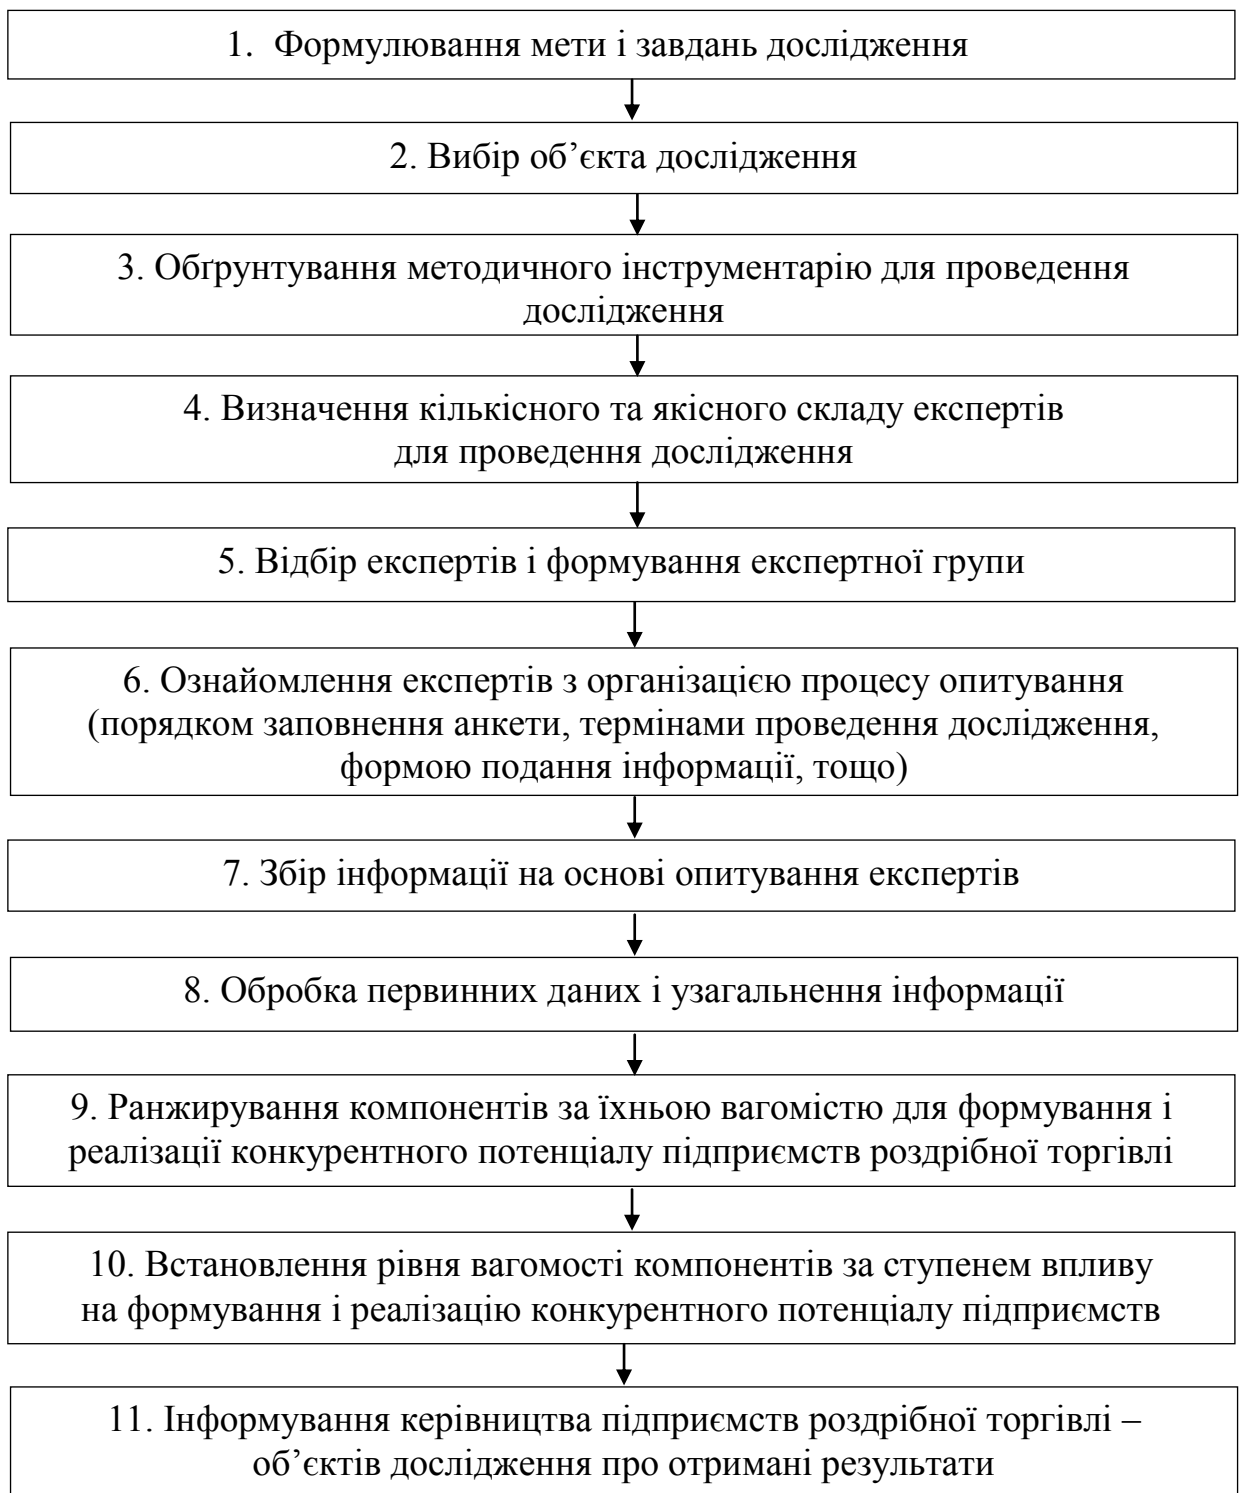 1. Формулювання мети і завдань дослідження
2. Вибір об’єкта дослідження
3. Обґрунтування методичного інструментарію для проведення
дослідження
4. Визначення кількісного та якісного складу експертів
для проведення дослідження
5. Відбір експертів і формування експертної групи
6. Ознайомлення експертів з організацією процесу опитування
(порядком заповнення анкети, термінами проведення дослідження,
формою подання інформації, тощо)
7. Збір інформації на основі опитування експертів
8. Обробка первинних даних і узагальнення інформації
9. Ранжирування компонентів за їхньою вагомістю для формування і
реалізації конкурентного потенціалу підприємств роздрібної торгівлі
10. Встановлення рівня вагомості компонентів за ступенем впливу
на формування і реалізацію конкурентного потенціалу підприємств
11. Інформування керівництва підприємств роздрібної торгівлі –
об’єктів дослідження про отримані результати